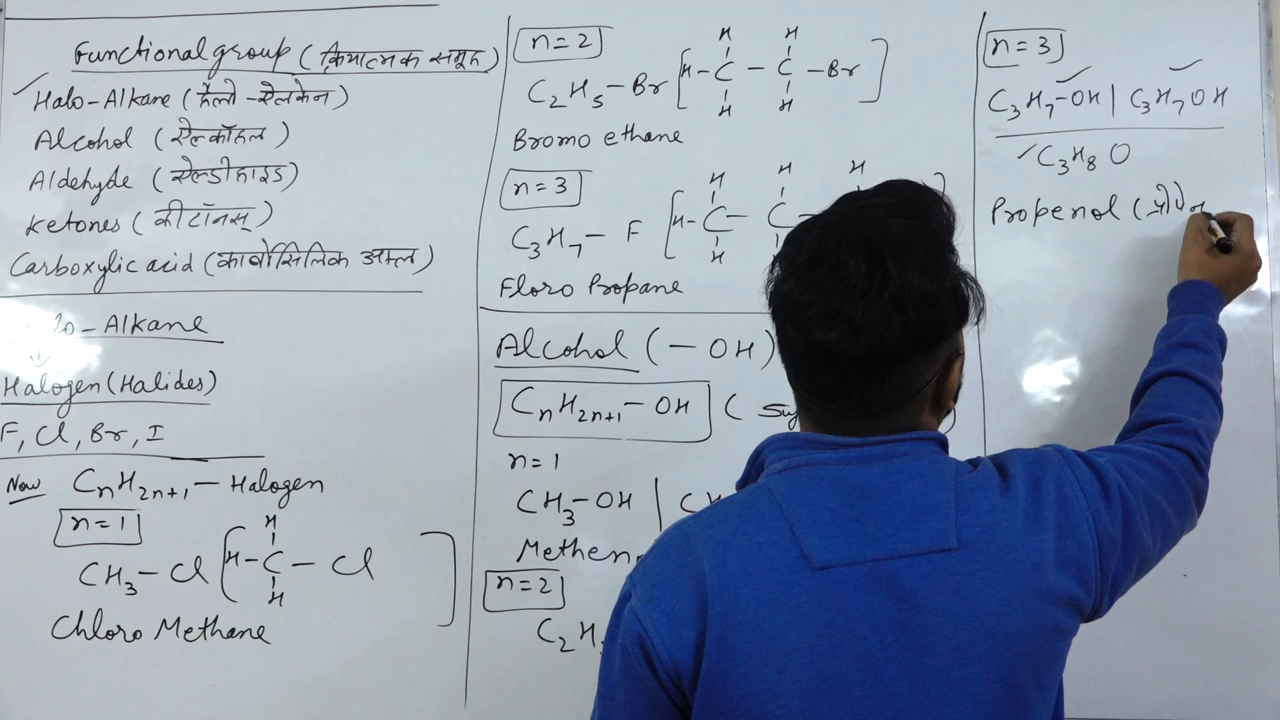 Functional group (क्रियात्मक समूह)
Halo-Alkane (हैलो-ऐलकेन)
Alcohol (ऐल्कॉहल)
Aldehyde (ऐल्डीहाइड)
Ketones (कीटॉनस्)
Carboxylic acid (कार्बोसिलिक अम्ल)
lo-Alkane
↓
Halogen (Halides)
F, Cl, Br, I
Now CnH2n+1 – Halogen
n=1
H
CH3 – Cl [H – C – Cl ]
H
Chloro Methane
n=2
H H
C2H5 – Br [H – C – C – Br ]
H H
Bromo ethane
n=3
H H H
C3H7 – F [H – C – C
H
Floro Propane
Alcohol (– OH)
CnH2n+1 – OH (
n=1
CH3 – OH |
Methen
n=2
C2H
n=3
C3H7 – OH | C3H7OH
C3H8O
Propenol (प्रोपेन